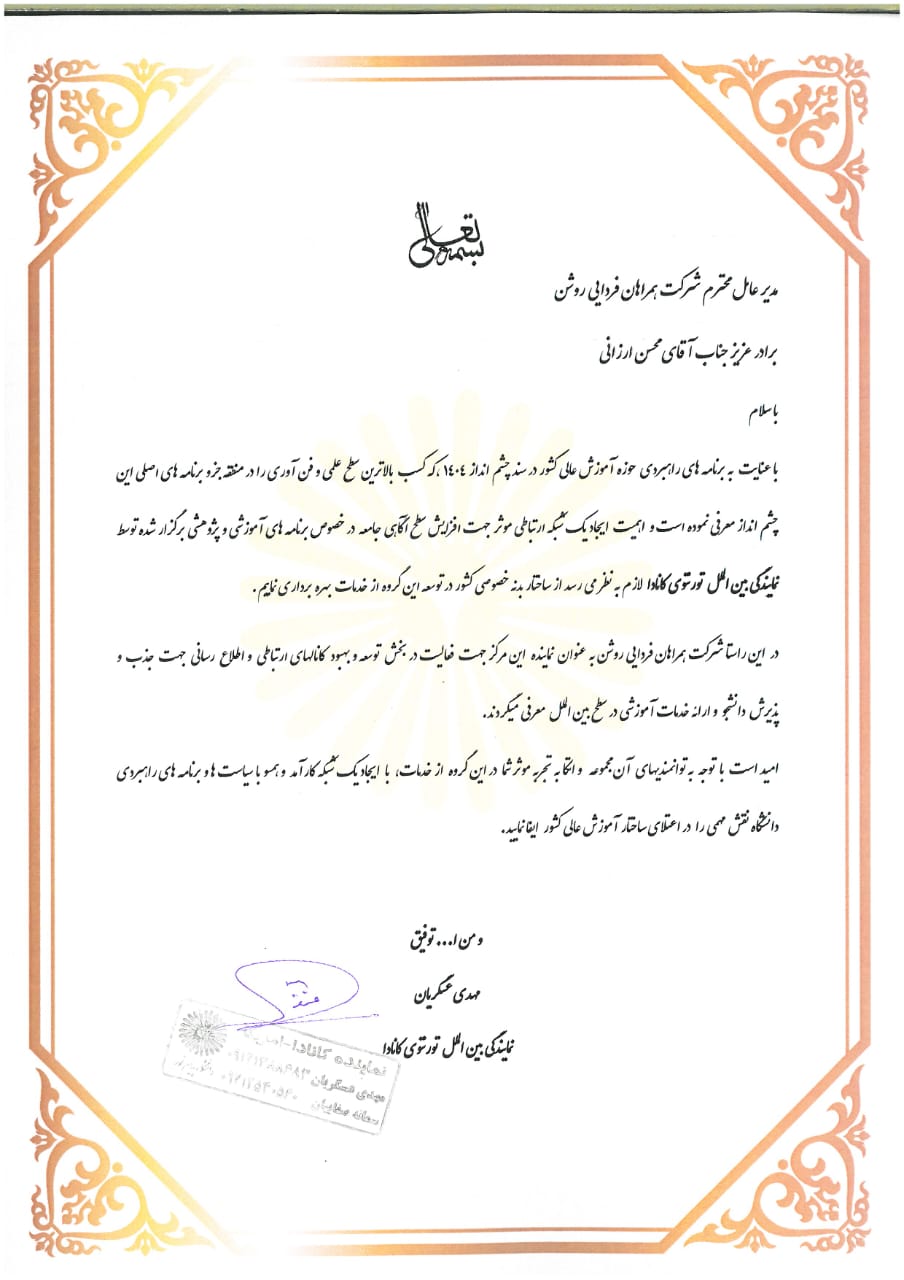 بسمه تعالی
مدیر عامل محترم شرکت همراهان فردایی روشن
برادر عزیز جناب آقای محسن ارزانی
باسلام
با عنایت به برنامه های راهبردی حوزه آموزش عالی کشور در سند چشم انداز ۱۴۰۴ ،که کسب بالاترین سطح علمی و فن آوری را در منطقه جزو برنامه های اصلی این
چشم انداز معرفی نموده است و اهمیت ایجاد یک شبکه ارتباطی موثر جهت افزایش سطح آگاهی جامعه در خصوص برنامه های آموزشی و پژوهشی برگزار شده توسط
نمایندگی بین الملل تورنتوی کانادا لازم به نظر می رسد از ساختار بدنه خصوصی کشور در توسعه این گروه از خدمات بهره برداری نماییم .
در این راستا شرکت همراهان فردایی روشن به عنوان نماینده این مرکز جهت فعالیت در بخش توسعه و بهبود کانالهای ارتباطی و اطلاع رسانی جهت جذب و
پذیرش دانشجو و ارائه خدمات آموزشی در سطح بین الملل معرفی میگردند.
امید است با توجه به توانمندیهای آن مجموعه و اتکا به تجربه موثر شما در این گروه از خدمات، با ایجاد یک شبکه کارآمد و همسو با سیاست ها و برنامه های راهبردی
دانشگاه نقش مهمی را در اعتلای ساختار آموزش عالی کشور ایفا نمایید.
و من ا... توفیق
مهدی عسگریان
نمایندگی بین الملل تورنتوی کانادا
نماینده کانادا-
مهدی عسگریان